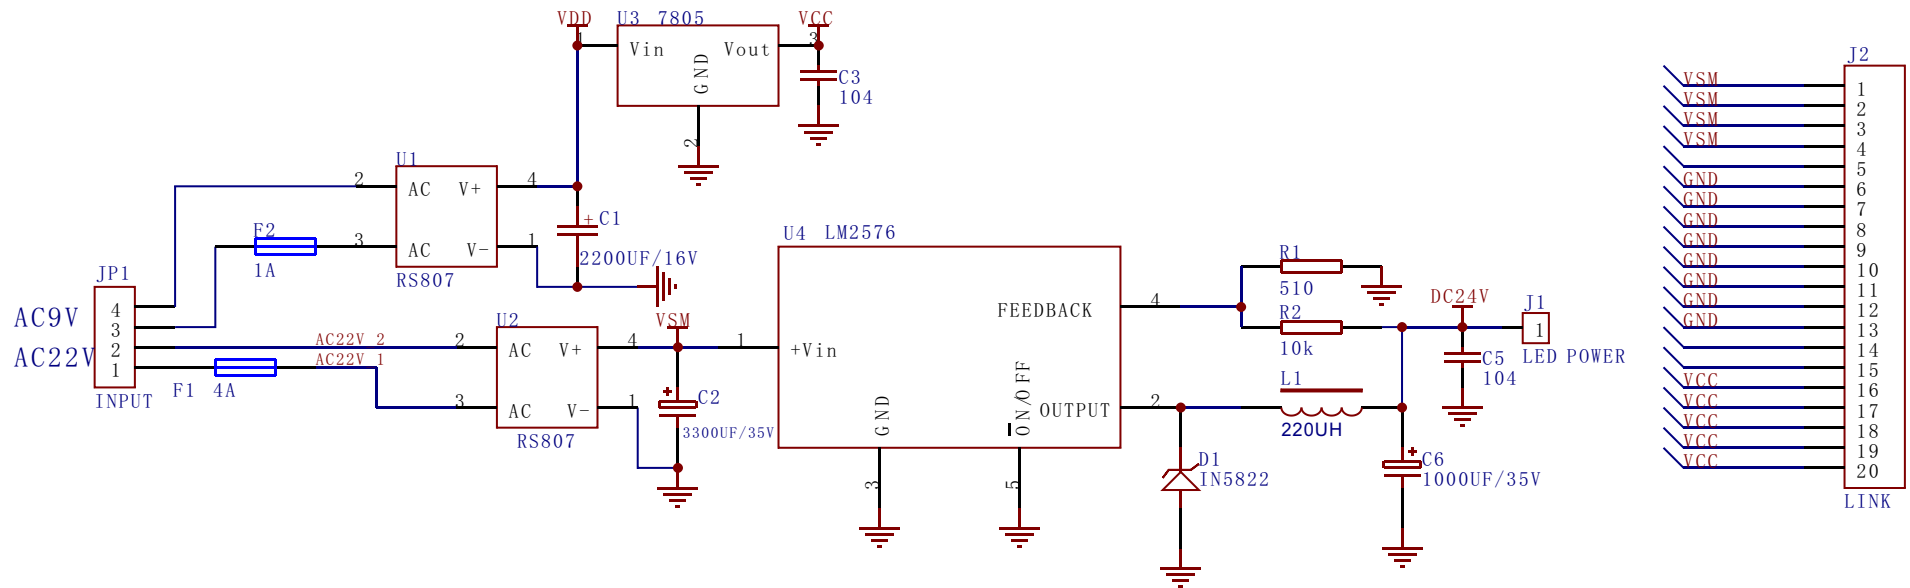 VDD
U3 7805
VCC
1
Vin
Vout
3
GND
2
C3
104
U1
2
AC
V+
4
3
AC
V-
1
RS807
F2
1A
+
C1
2200UF/16V
JP1
4
3
2
1
INPUT
AC9V
AC22V
AC22V 2
AC22V 1
F1
4A
U2
2
AC
V+
4
3
AC
V-
1
RS807
VSM
+
C2
3300UF/35V
U4
LM2576
1
+Vin
FEEDBACK
4
OUTPUT
2
GND
3
ON/OFF
5
R1
510
R2
10k
L1
220UH
D1
IN5822
DC24V
C5
104
+
C6
1000UF/35V
J1
1
LED POWER
J2
VSM 1
VSM 2
VSM 3
VSM 4
5
GND 6
GND 7
GND 8
GND 9
GND 10
GND 11
GND 12
GND 13
14
15
VCC 16
VCC 17
VCC 18
VCC 19
VCC 20
LINK